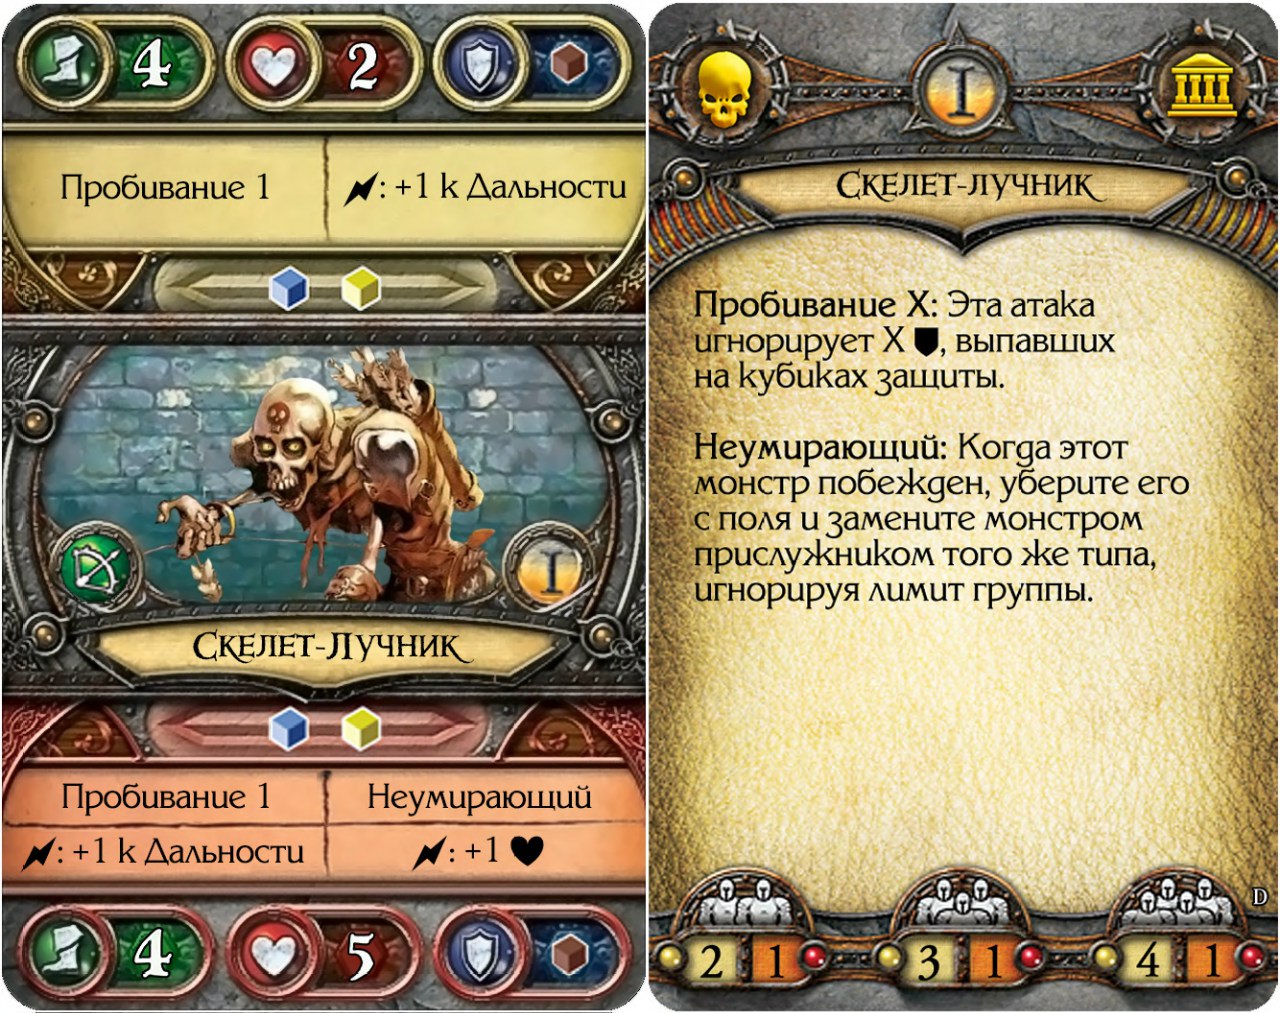 4 2
Пробивание 1
: +1 к Дальности
I
Скелет-Лучник
Пробивание 1
Неумирающий
: +1 к Дальности
: +1
4 5
I
Скелет-лучник
Пробивание X: Эта атака
игнорирует X , выпавших
на кубиках защиты.
Неумирающий: Когда этот
монстр побежден, уберите его
с поля и замените монстром
прислужником того же типа,
игнорируя лимит группы.
D
2 1 3 1 4 1